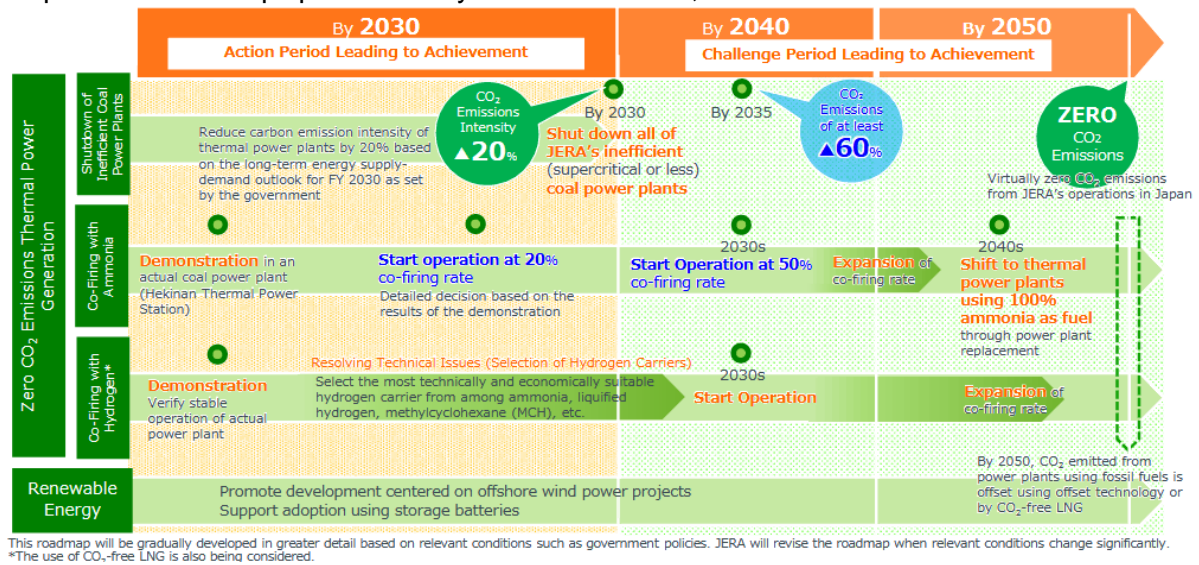 By 2030
Action Period Leading to Achievement
By 2040
By 2050
Challenge Period Leading to Achievement
Zero CO₂ Emissions Thermal Power
Generation
Shutdown of
Inefficient Coal
Power Plants
Reduce carbon emission intensity of
thermal power plants by 20% based
on the long-term energy supply-
demand outlook for FY 2030 as set
by the government
CO₂
Emissions
Intensity
▲20%
By 2030
Shut down all of
JERA's inefficient
(supercritical or less)
coal power plants
By 2035
CO₂
Emissions
of at least
▲60%
ZERO
CO₂
Emissions
Virtually zero CO₂ emissions
from JERA's operations in Japan
Co-Firing with
Ammonia
Demonstration in an
actual coal power plant
(Hekinan Thermal Power
Station)
Start operation at 20%
co-firing rate
Detailed decision based on the
results of the demonstration
2030s
Start Operation at 50%
co-firing rate
Expansion of
co-firing rate
2040s
Shift to thermal
power plants
using 100%
ammonia as fuel
through power plant
replacement
Co-Firing with
Hydrogen*
Demonstration
Verify stable
operation of actual
power plant
Resolving Technical Issues (Selection of Hydrogen Carriers)
Select the most technically and economically suitable
hydrogen carrier from among ammonia, liquified
hydrogen, methylcyclohexane (MCH), etc.
2030s
Start Operation
Expansion of
co-firing rate
By 2050, CO₂ emitted from
power plants using fossil fuels is
offset using offset technology or
by CO₂-free LNG
Renewable
Energy
Promote development centered on offshore wind power projects
Support adoption using storage batteries
This roadmap will be gradually developed in greater detail based on relevant conditions such as government policies. JERA will revise the roadmap when relevant conditions change significantly.
*The use of CO₂-free LNG is also being considered.